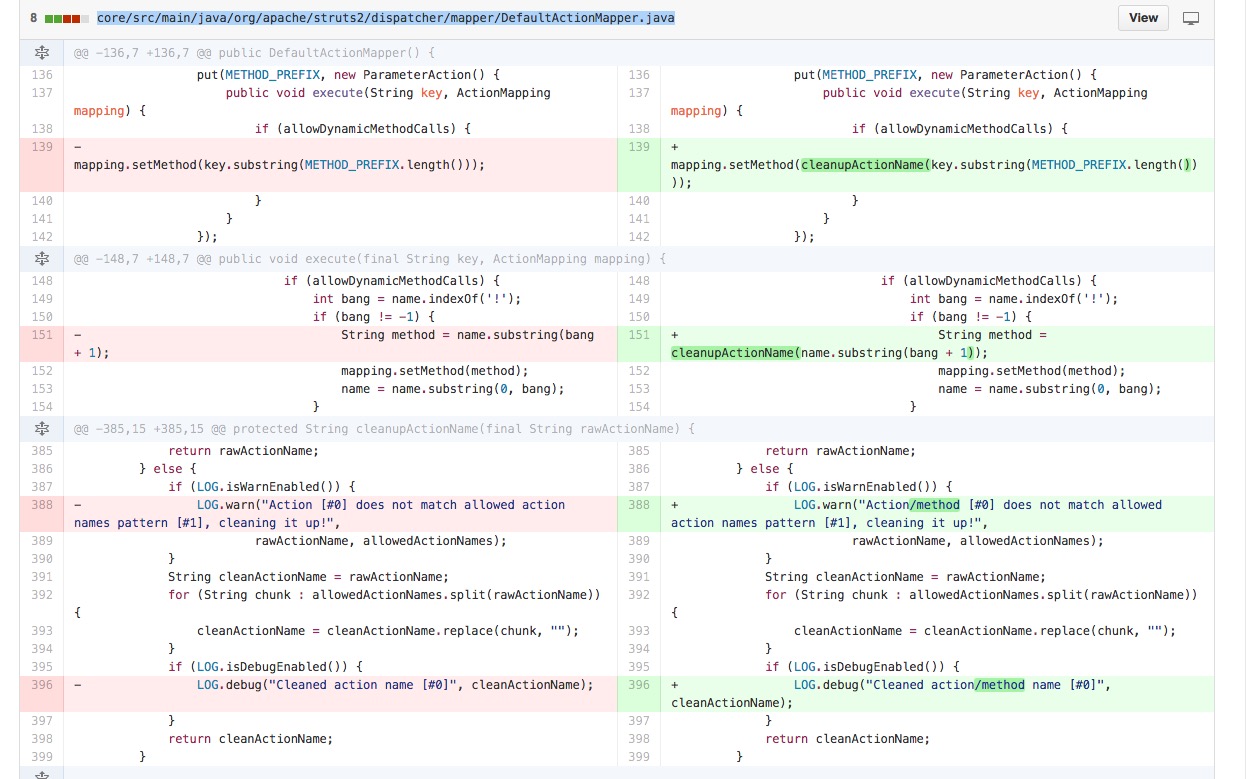 8 core/src/main/java/org/apache/struts2/dispatcher/mapper/DefaultActionMapper.java View
@@ -136,7 +136,7 @@ public DefaultActionMapper() {
136 put(METHOD_PREFIX, new ParameterAction() { 136 put(METHOD_PREFIX, new ParameterAction() {
137 public void execute(String key, ActionMapping 137 public void execute(String key, ActionMapping
mapping) { mapping) {
138 if (allowDynamicMethodCalls) { 138 if (allowDynamicMethodCalls) {
139 - 139 +
mapping.setMethod(key.substring(METHOD_PREFIX.length())); mapping.setMethod(cleanupActionName(key.substring(METHOD_PREFIX.length())
));
140 } 140 }
141 } 141 }
142 }); 142 });
@@ -148,7 +148,7 @@ public void execute(final String key, ActionMapping mapping) {
148 if (allowDynamicMethodCalls) { 148 if (allowDynamicMethodCalls) {
149 int bang = name.indexOf('!'); 149 int bang = name.indexOf('!');
150 if (bang != -1) { 150 if (bang != -1) {
151 - String method = name.substring(bang 151 + String method =
+ 1); cleanupActionName(name.substring(bang + 1));
152 mapping.setMethod(method); 152 mapping.setMethod(method);
153 name = name.substring(0, bang); 153 name = name.substring(0, bang);
154 } 154 }
@@ -385,15 +385,15 @@ protected String cleanupActionName(final String rawActionName) {
385 return rawActionName; 385 return rawActionName;
386 } else { 386 } else {
387 if (LOG.isWarnEnabled()) { 387 if (LOG.isWarnEnabled()) {
388 - LOG.warn("Action [#0] does not match allowed action 388 + LOG.warn("Action/method [#0] does not match allowed
names pattern [#1], cleaning it up!", action names pattern [#1], cleaning it up!",
389 rawActionName, allowedActionNames); 389 rawActionName, allowedActionNames);
390 } 390 }
391 String cleanActionName = rawActionName; 391 String cleanActionName = rawActionName;
392 for (String chunk : allowedActionNames.split(rawActionName)) 392 for (String chunk : allowedActionNames.split(rawActionName))
{ {
393 cleanActionName = cleanActionName.replace(chunk, ""); 393 cleanActionName = cleanActionName.replace(chunk, "");
394 } 394 }
395 if (LOG.isDebugEnabled()) { 395 if (LOG.isDebugEnabled()) {
396 - LOG.debug("Cleaned action name [#0]", cleanActionName); 396 + LOG.debug("Cleaned action/method name [#0]",
cleanActionName);
397 } 397 }
398 return cleanActionName; 398 return cleanActionName;
399 } 399 }